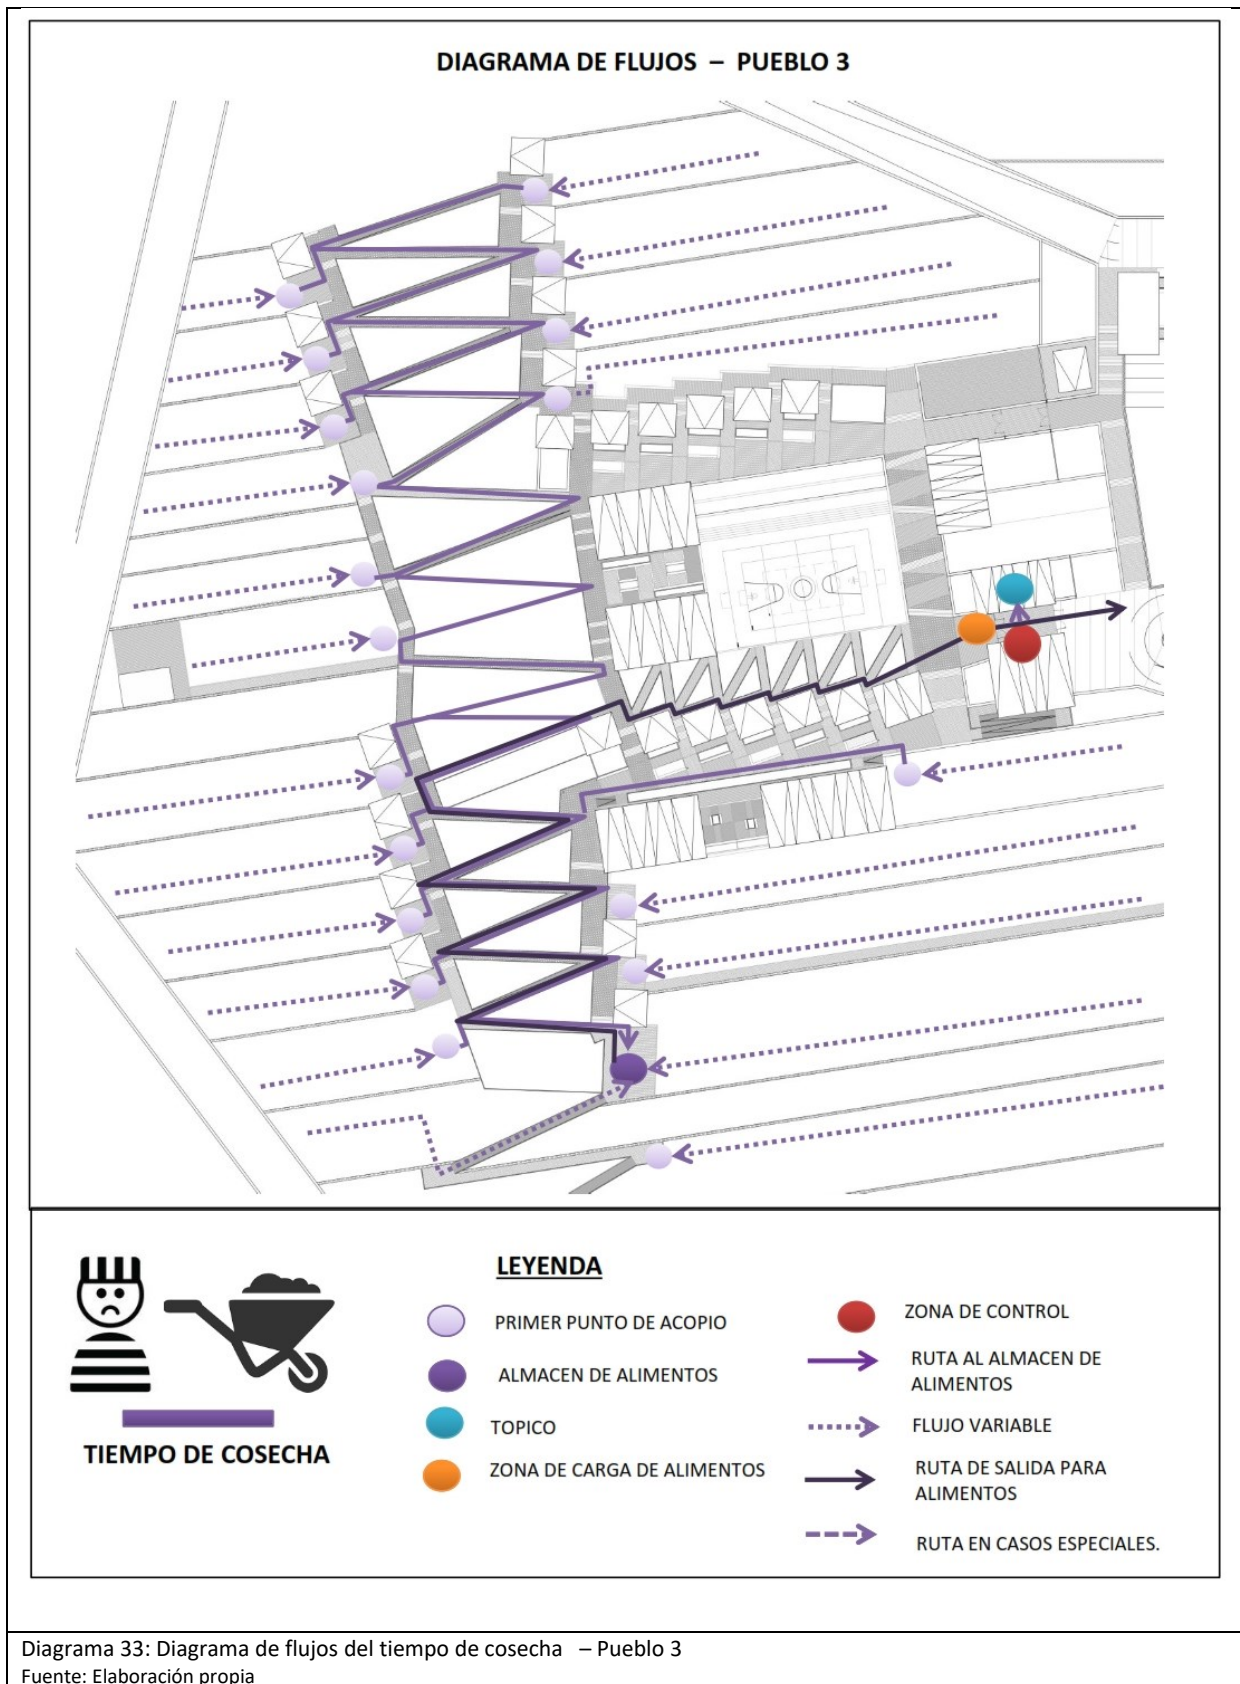 DIAGRAMA DE FLUJOS – PUEBLO 3
LEYENDA
PRIMER PUNTO DE ACOPIO
ALMACEN DE ALIMENTOS
TOPICO
ZONA DE CARGA DE ALIMENTOS
ZONA DE CONTROL
RUTA AL ALMACEN DE
ALIMENTOS
FLUJO VARIABLE
RUTA DE SALIDA PARA
ALIMENTOS
RUTA EN CASOS ESPECIALES.
TIEMPO DE COSECHA
Diagrama 33: Diagrama de flujos del tiempo de cosecha – Pueblo 3
Fuente: Elaboración propia